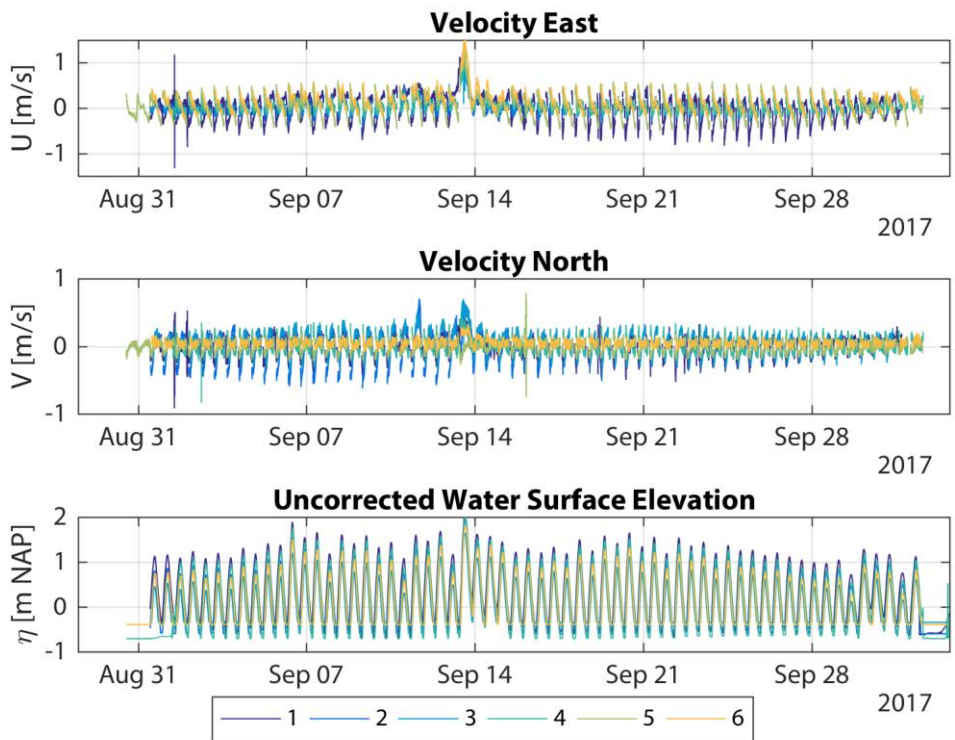 Velocity East
U [m/s]
1
0
-1
Aug 31 Sep 07 Sep 14 Sep 21 Sep 28
2017
Velocity North
V [m/s]
1
0
-1
Aug 31 Sep 07 Sep 14 Sep 21 Sep 28
2017
Uncorrected Water Surface Elevation
η [m NAP]
2
1
0
-1
Aug 31 Sep 07 Sep 14 Sep 21 Sep 28
2017
1 2 3 4 5 6